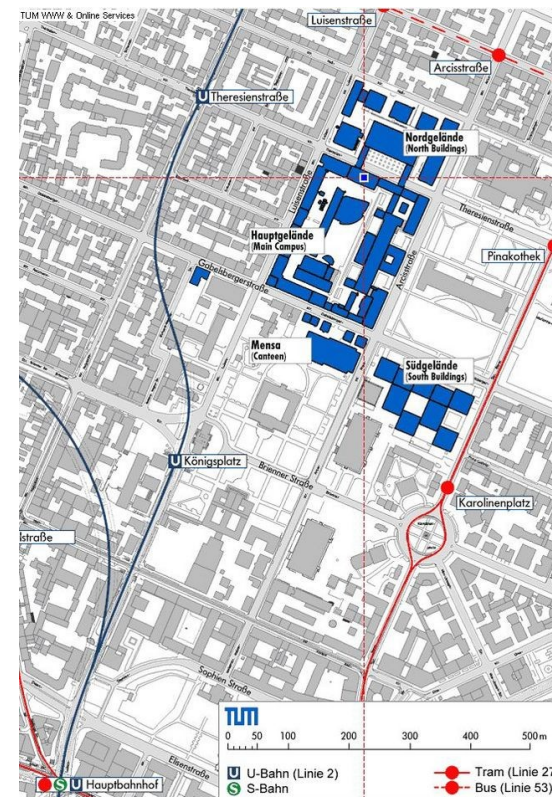 TUM WWW & Online Services
Luisenstraße
Arcisstraße
U Theresienstraße
Nordgelände
(North Buildings)
Luisenstraße
Theresienstraße
Hauptgelände
(Main Campus)
Pinakothek
Arcisstraße
Gabelsbergerstraße
Mensa
(Canteen)
Südgelände
(South Buildings)
U Königsplatz
Brienner Straße
Karolinenplatz
lstraße
Sophien Straße
Elisenstraße
TUM
0 100 200 300 400 500 m
S U Hauptbahnhof
U U-Bahn (Linie 2)
S S-Bahn
Tram (Linie 27
Bus (Linie 53)